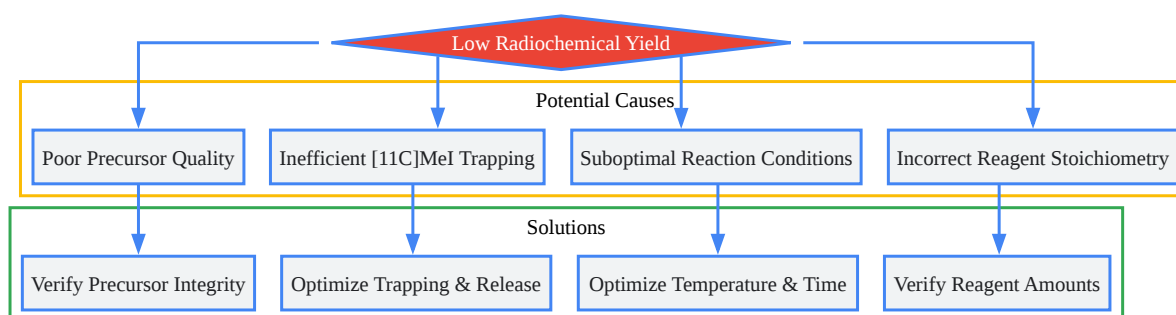 Low Radiochemical Yield
Potential Causes
Poor Precursor Quality
Inefficient [11C]MeI Trapping
Suboptimal Reaction Conditions
Incorrect Reagent Stoichiometry
Solutions
Verify Precursor Integrity
Optimize Trapping & Release
Optimize Temperature & Time
Verify Reagent Amounts